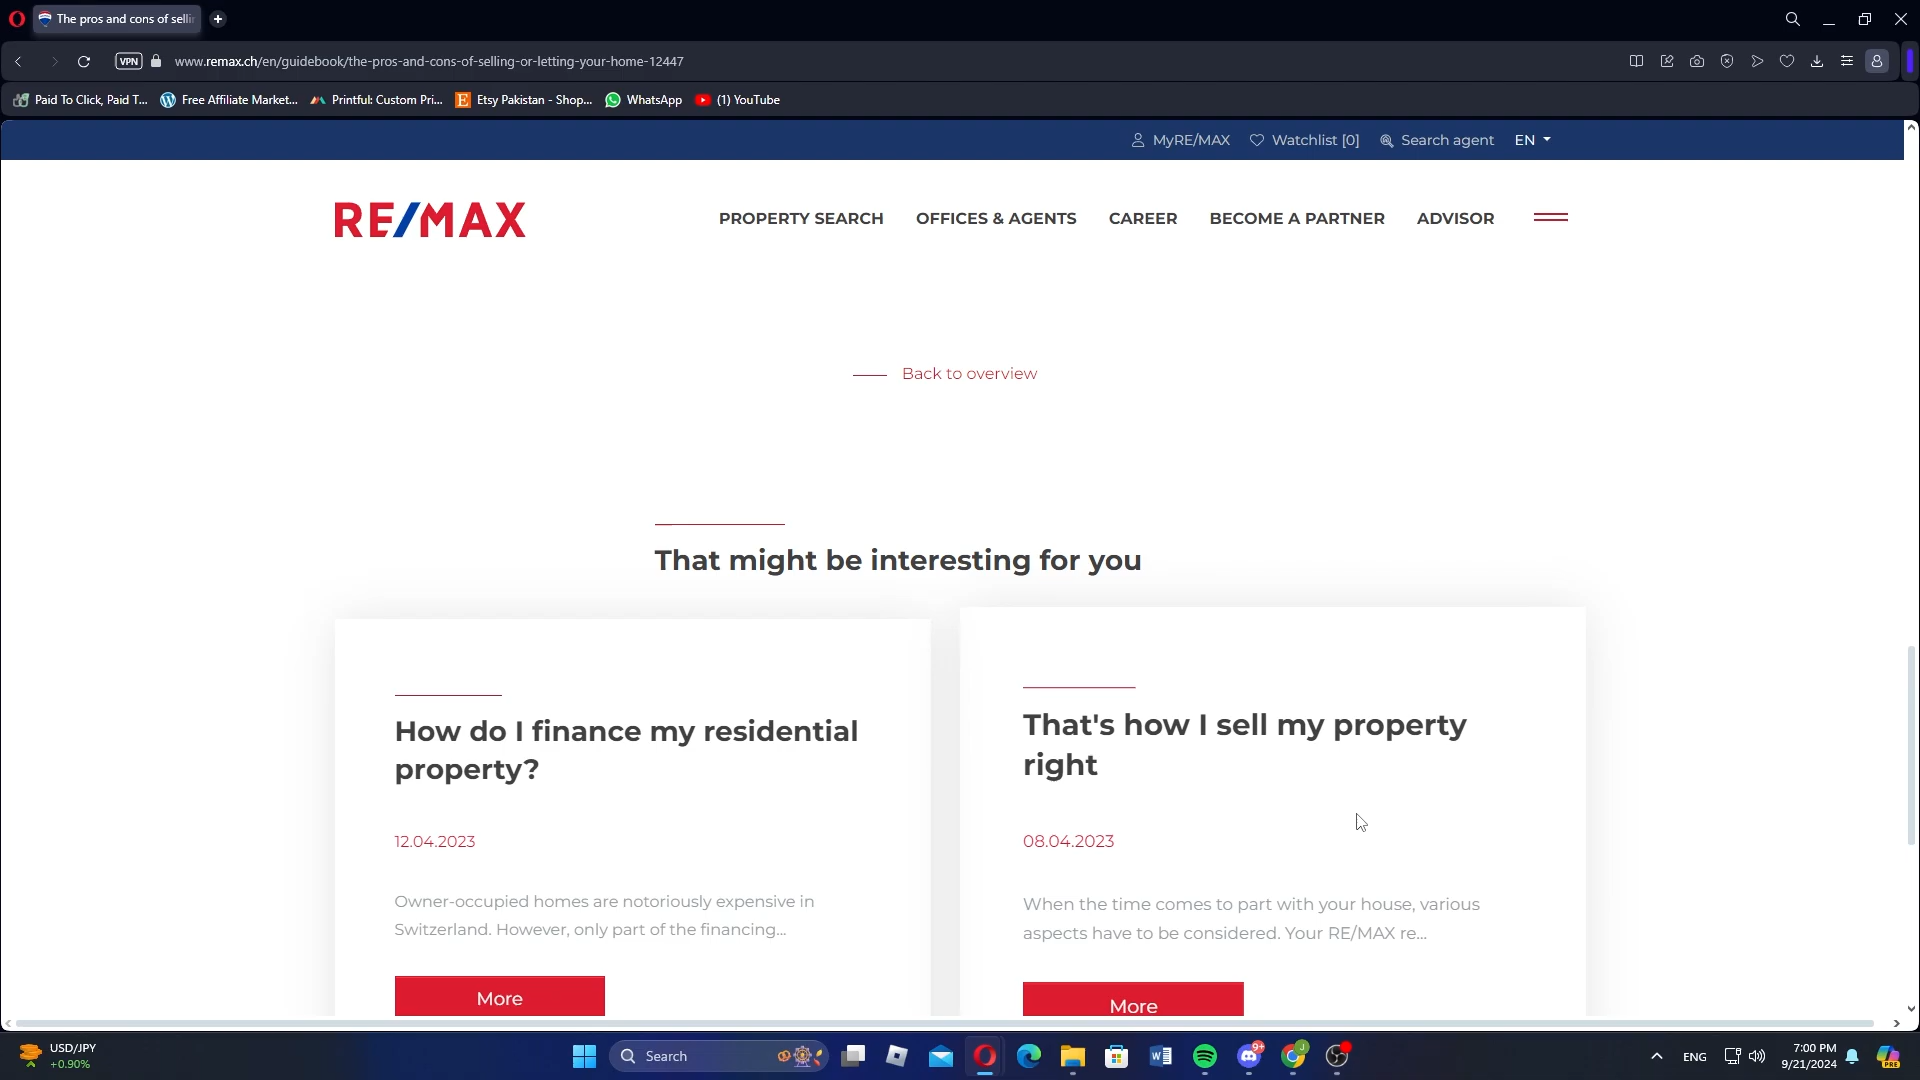 The pros and cons of selli
VPN
www.remax.ch/en/guidebook/the-pros-and-cons-of-selling-or-letting-your-home-12447
Paid To Click, Paid T...
Free Affiliate Market...
Printful: Custom Pri...
Etsy Pakistan - Shop...
WhatsApp
(1) YouTube
MyRE/MAX
Watchlist [0]
Search agent
EN
RE/MAX
PROPERTY SEARCH
OFFICES & AGENTS
CAREER
BECOME A PARTNER
ADVISOR
Back to overview
That might be interesting for you
How do I finance my residential
property?
12.04.2023
Owner-occupied homes are notoriously expensive in
Switzerland. However, only part of the financing...
More
That's how I sell my property
right
08.04.2023
When the time comes to part with your house, various
aspects have to be considered. Your RE/MAX re...
More
USD/JPY
+0.90%
Search
9+
J
ENG
7:00 PM
9/21/2024
PRE